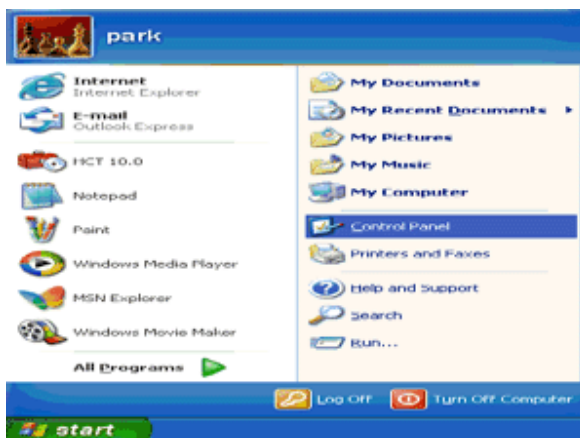 park
Internet
Internet Explorer
E-mail
Outlook Express
HCT 10.0
Notepad
Paint
Windows Media Player
MSN Explorer
Windows Movie Maker
All Programs
My Documents
My Recent Documents
My Pictures
My Music
My Computer
Control Panel
Printers and Faxes
Help and Support
Search
Run...
Log Off
Turn Off Computer
start